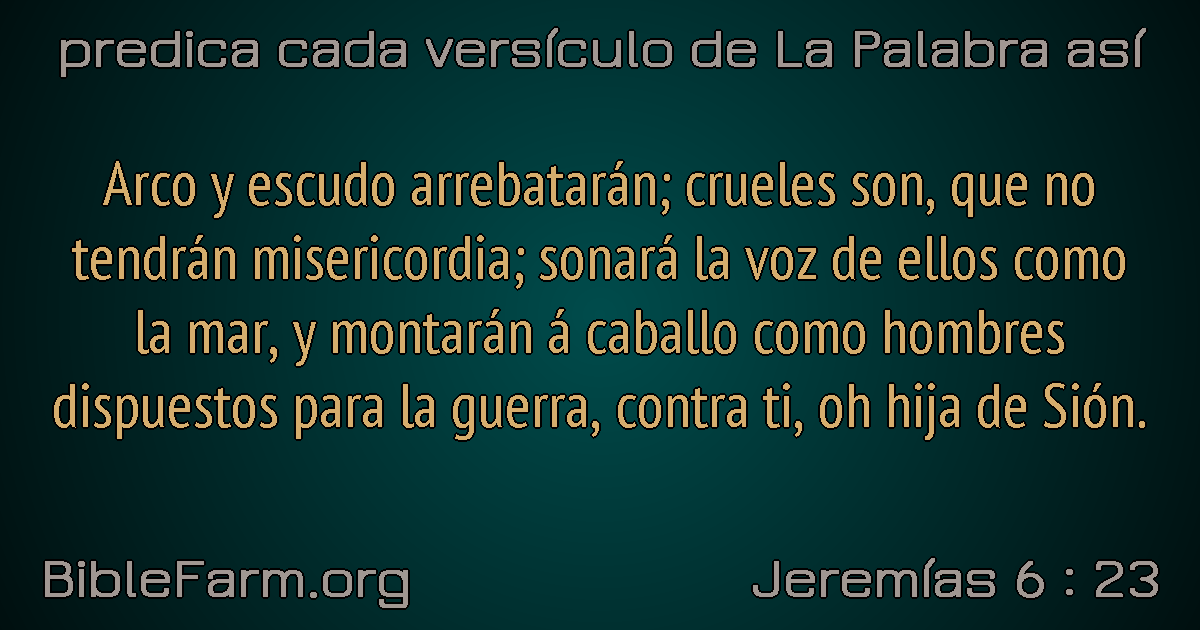 predica cada versículo de La Palabra así
Arco y escudo arrebatarán; crueles son, que no
tendrán misericordia; sonará la voz de ellos como
la mar, y montarán á caballo como hombres
dispuestos para la guerra, contra ti, oh hija de Sión.
BibleFarm.org
Jeremías 6 : 23